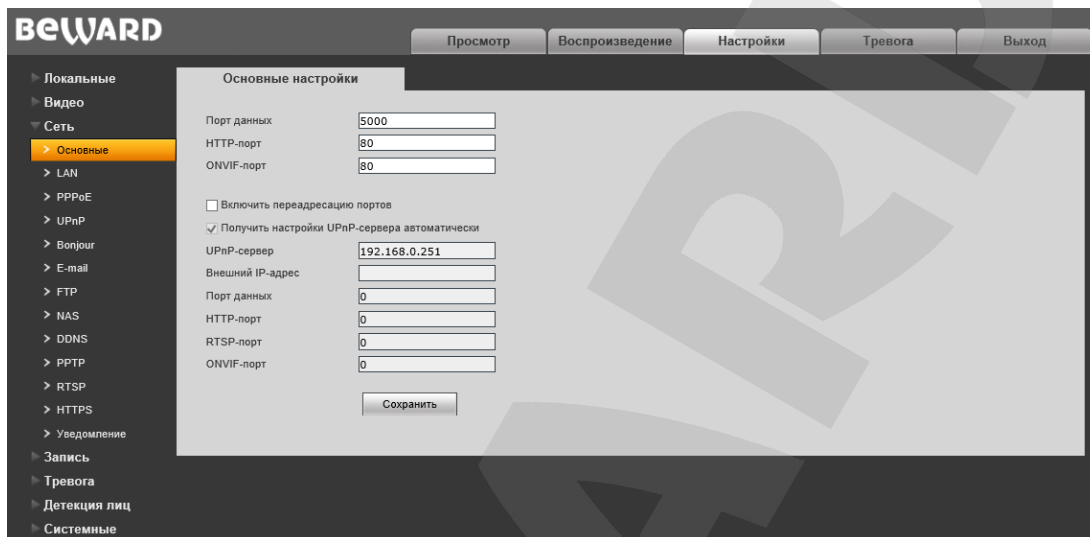 BEWARD
Просмотр
Воспроизведение
Настройки
Тревога
Выход
Локальные
Видео
Сеть
Основные
LAN
PPPoE
UPnP
Bonjour
E-mail
FTP
NAS
DDNS
PPTP
RTSP
HTTPS
Уведомление
Запись
Тревога
Детекция лиц
Системные
Основные настройки
Порт данных 5000
HTTP-порт 80
ONVIF-порт 80
Включить переадресацию портов
Получить настройки UPnP-сервера автоматически
UPnP-сервер 192.168.0.251
Внешний IP-адрес
Порт данных 0
HTTP-порт 0
RTSP-порт 0
ONVIF-порт 0
Сохранить